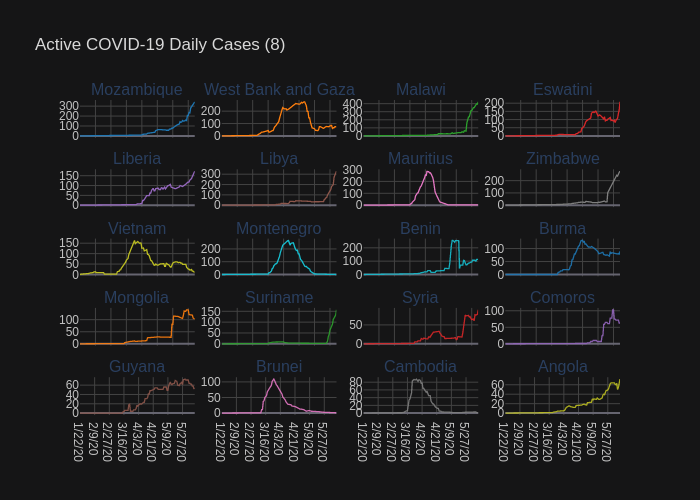 Active COVID-19 Daily Cases (8)
Mozambique West Bank and Gaza Malawi Eswatini
300 200 100 0
200 100 0
400 300 200 100 0
200 150 100 50 0
Liberia Libya Mauritius Zimbabwe
150 100 50 0
300 200 100 0
300 200 100 0
200 100 0
Vietnam Montenegro Benin Burma
150 100 50 0
200 100 0
200 100 0
100 50 0
Mongolia Suriname Syria Comoros
100 50 0
150 100 50 0
50 0
100 50 0
Guyana Brunei Cambodia Angola
60 40 20 0
100 50 0
80 60 40 20 0
60 40 20 0
1/22/20 2/9/20 2/27/20 3/16/20 4/3/20 4/21/20 5/9/20 5/27/20
1/22/20 2/9/20 2/27/20 3/16/20 4/3/20 4/21/20 5/9/20 5/27/20
1/22/20 2/9/20 2/27/20 3/16/20 4/3/20 4/21/20 5/9/20 5/27/20
1/22/20 2/9/20 2/27/20 3/16/20 4/3/20 4/21/20 5/9/20 5/27/20